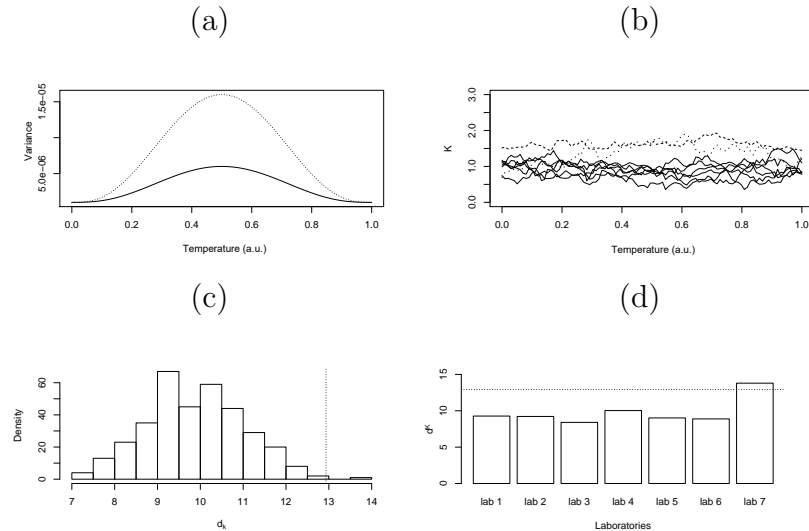 (a)
(b)
Variance
5.0e−06
1.5e−05
0.0
0.2
0.4
0.6
0.8
1.0
Temperature (a.u.)
K
0.0
1.0
2.0
3.0
0.0
0.2
0.4
0.6
0.8
1.0
Temperature (a.u.)
(c)
(d)
Density
0
20
40
60
7
8
9
10
11
12
13
14
dk
dK
0
5
10
15
lab 1
lab 2
lab 3
lab 4
lab 5
lab 6
lab 7
Laboratories